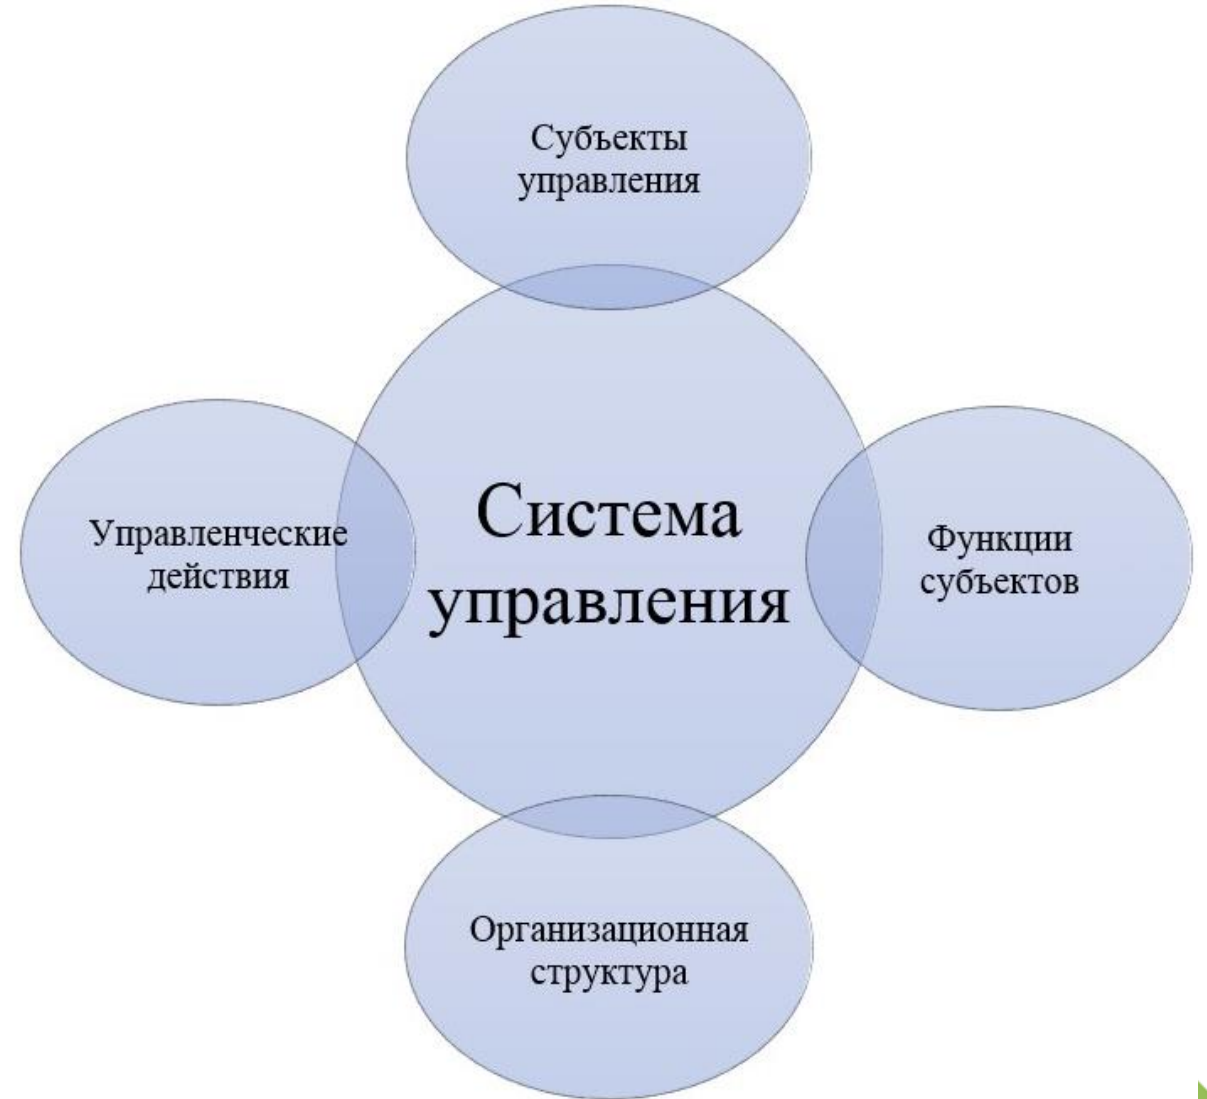 Субъекты
управления
Управленческие
действия
Система
управления
Функции
субъектов
Организационная
структура